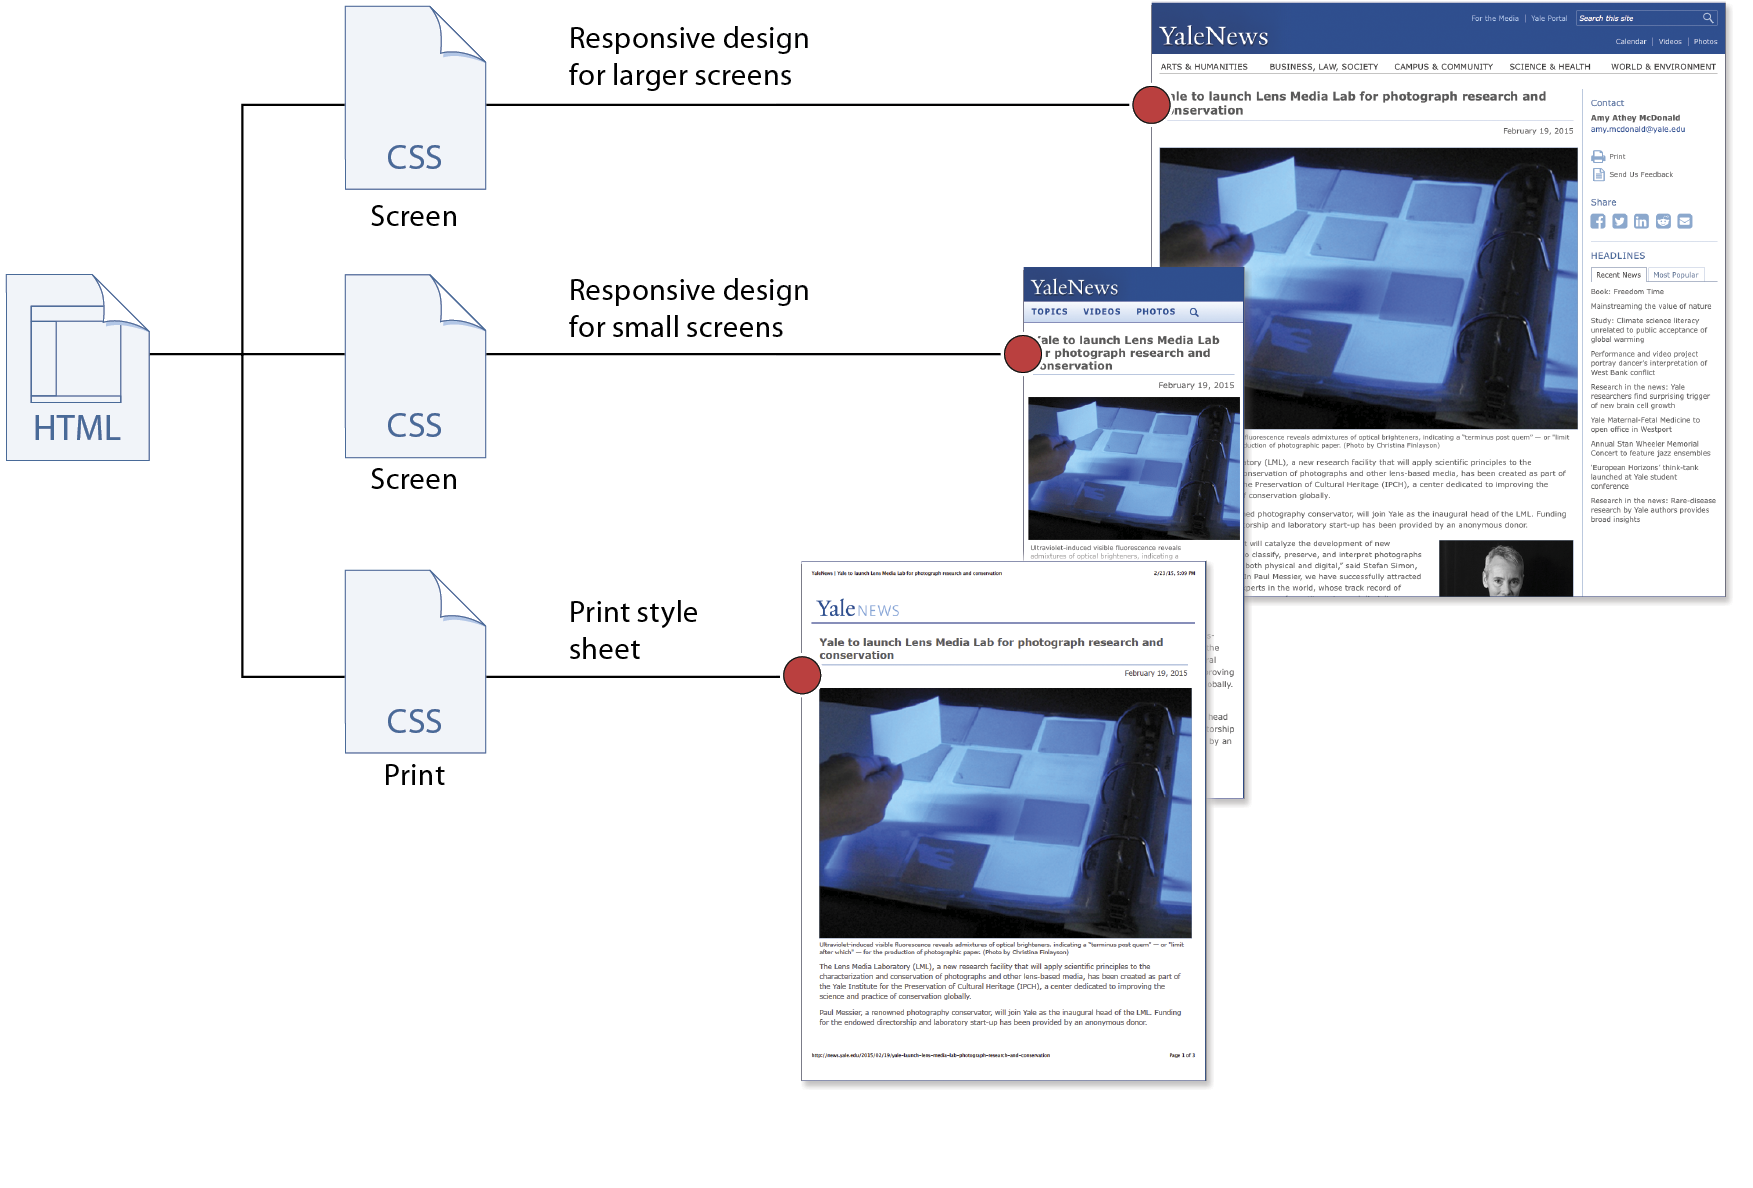 Responsive design
for larger screens
CSS
Screen
HTML
Responsive design
for small screens
CSS
Screen
Print style
sheet
CSS
Print
For the Media | Yale Portal
Search this site
YaleNews
Calendar | Videos | Photos
ARTS & HUMANITIES BUSINESS, LAW, SOCIETY CAMPUS & COMMUNITY SCIENCE & HEALTH WORLD & ENVIRONMENT
ale to launch Lens Media Lab for photograph research and
nservation
February 19, 2015
Contact
Amy Athey McDonald
amy.mcdonald@yale.edu
Print
Send Us Feedback
Share
HEADLINES
Recent News Most Popular
Book: Freedom Time
Mainstreaming the value of nature
Study: Climate science literacy
unrelated to public acceptance of
global warming
Performance and video project
portray dancer's interpretation of
West Bank conflict
Research in the news: Yale
researchers find surprising trigger
of new brain cell growth
Yale Maternal-Fetal Medicine to
open office in Westport
Annual Stan Wheeler Memorial
Concert to feature jazz ensembles
'European Horizons' think-tank
launched at Yale student
conference
Research in the news: Rare-disease
research by Yale authors provides
broad insights
fluorescence reveals admixtures of optical brighteners, indicating a "terminus post quem" — or "limit
uction of photographic paper. (Photo by Christina Finlayson)
tory (LML), a new research facility that will apply scientific principles to the
onservation of photographs and other lens-based media, has been created as part of
e Preservation of Cultural Heritage (IPCH), a center dedicated to improving the
conservation globally.
ed photography conservator, will join Yale as the inaugural head of the LML. Funding
orship and laboratory start-up has been provided by an anonymous donor.
will catalyze the development of new
o classify, preserve, and interpret photographs
both physical and digital," said Stefan Simon,
in Paul Messier, we have successfully attracted
perts in the world, whose track record of
YaleNews
TOPICS VIDEOS PHOTOS
Yale to launch Lens Media Lab
r photograph research and
onservation
February 19, 2015
Ultraviolet-induced visible fluorescence reveals
admixtures of optical brighteners, indicating a
s-
the
ral
roving
obally.
head
torship
by an
YaleNews | Yale to launch Lens Media Lab for photograph research and conservation 2/23/15, 5:09 PM
Yale NEWS
Yale to launch Lens Media Lab for photograph research and
conservation
February 19, 2015
Ultraviolet-induced visible fluorescence reveals admixtures of optical brighteners, indicating a "terminus post quem" — or "limit
after which" — for the production of photographic paper. (Photo by Christina Finlayson)
The Lens Media Laboratory (LML), a new research facility that will apply scientific principles to the
characterization and conservation of photographs and other lens-based media, has been created as part of
the Yale Institute for the Preservation of Cultural Heritage (IPCH), a center dedicated to improving the
science and practice of conservation globally.
Paul Messier, a renowned photography conservator, will join Yale as the inaugural head of the LML. Funding
for the endowed directorship and laboratory start-up has been provided by an anonymous donor.
http://news.yale.edu/2015/02/19/yale-launch-lens-media-lab-photograph-research-and-conservation Page 1 of 3